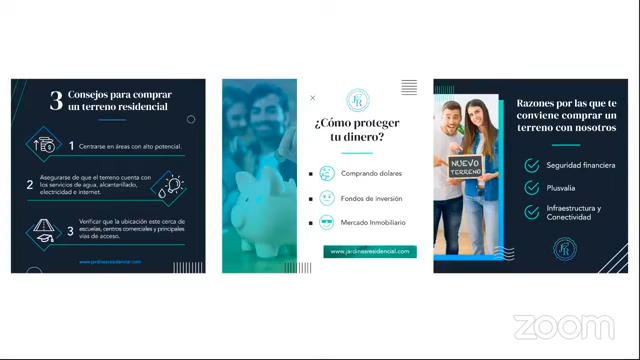 3 Consejos para comprar
un terreno residencial
1 Centrarse en áreas con alto potencial.
2 Asegurarse de que el terreno cuenta con
los servicios de agua, alcantarillado,
electricidad e internet.
3 Verificar que la ubicación este cerca de
escuelas, centros comerciales y principales
vías de acceso.
www.jardinesresidencial.com
JR
¿Cómo proteger
tu dinero?
Comprando dolares
Fondos de inversión
Mercado Inmobiliario
www.jardinesresidencial.com
NUEVO
TERRENO
Razones por las que te
conviene comprar un
terreno con nosotros
Seguridad financiera
Plusvalia
Infraestructura y
Conectividad
JR
zoom